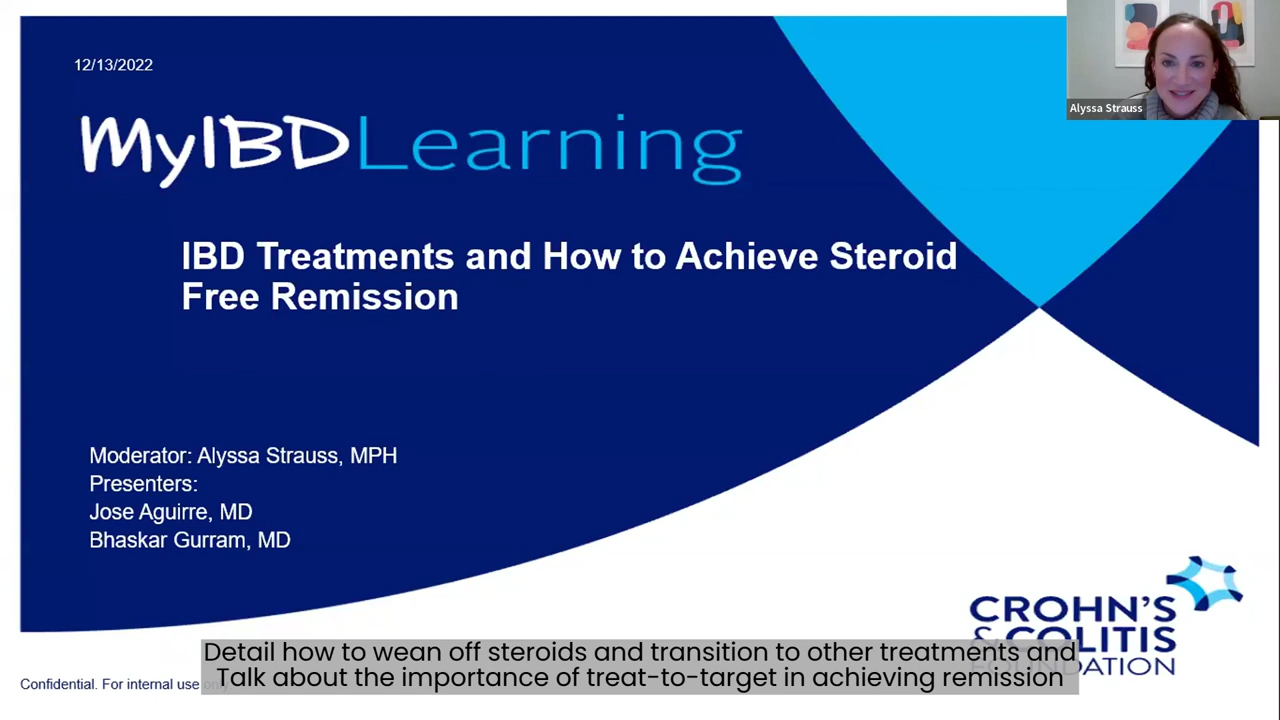 12/13/2022
Alyssa Strauss
MyIBDLearning
IBD Treatments and How to Achieve Steroid
Free Remission
Moderator: Alyssa Strauss, MPH
Presenters:
Jose Aguirre, MD
Bhaskar Gurram, MD
CROHN'S
& COLITIS
FOUNDATION
Detail how to wean off steroids and transition to other treatments and
Talk about the importance of treat-to-target in achieving remission
Confidential. For internal use only